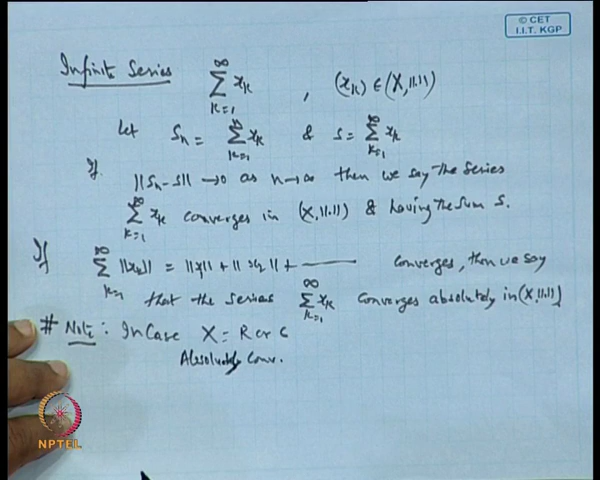 © CET
I.I.T. KGP
Infinite Series ∑_{k=1}^{∞} x_k , (x_k) ∈ (X, ||.||)
Let S_n = ∑_{k=1}^{n} x_k & S = ∑_{k=1}^{∞} x_k
If ||S_n - S|| → 0 as n → ∞ then we say the series
∑_{k=1}^{∞} x_k converges in (X, ||.||) & having the sum S.
If ∑_{k=1}^{∞} ||x_k|| = ||x_1|| + ||x_2|| + ——— converges, then we say
that the series ∑_{k=1}^{∞} x_k converges absolutely in (X, ||.||)
# Note: In case X = R or C
Absolutely conv.
NPTEL